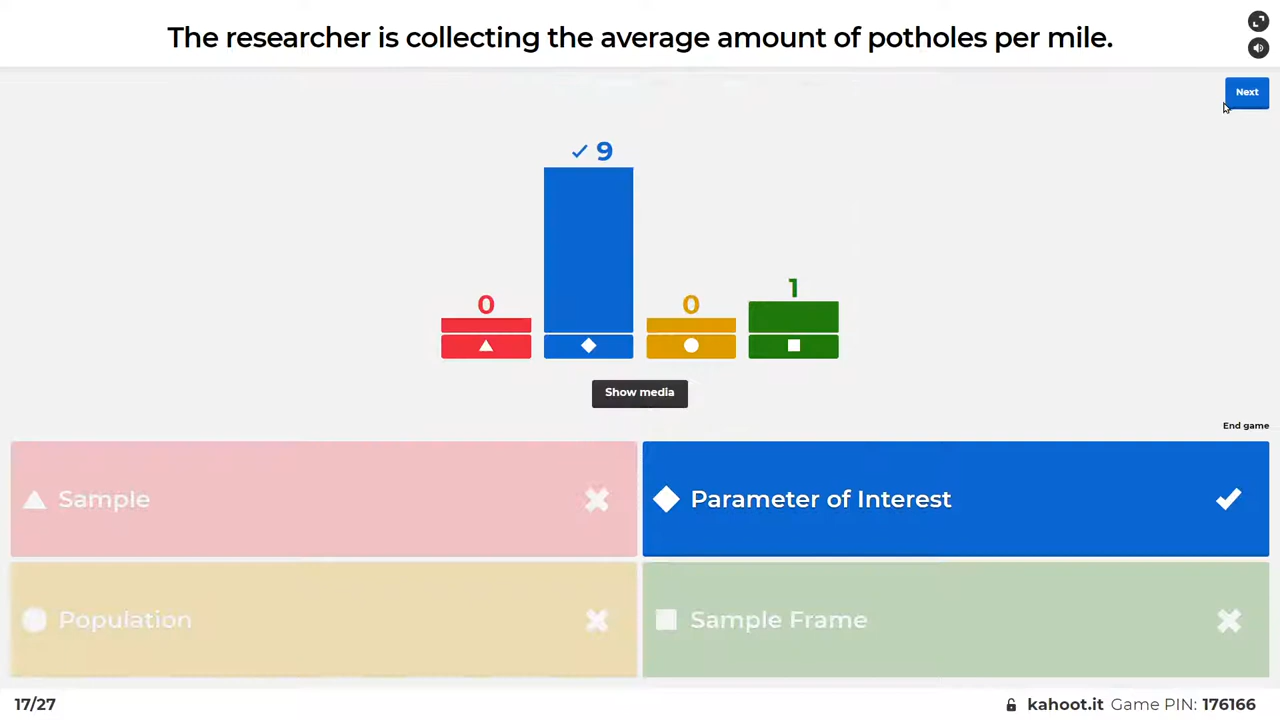 The researcher is collecting the average amount of potholes per mile.
Next
9
0
0
1
Show media
End game
Sample
Parameter of Interest
Population
Sample Frame
17/27
kahoot.it Game PIN: 176166